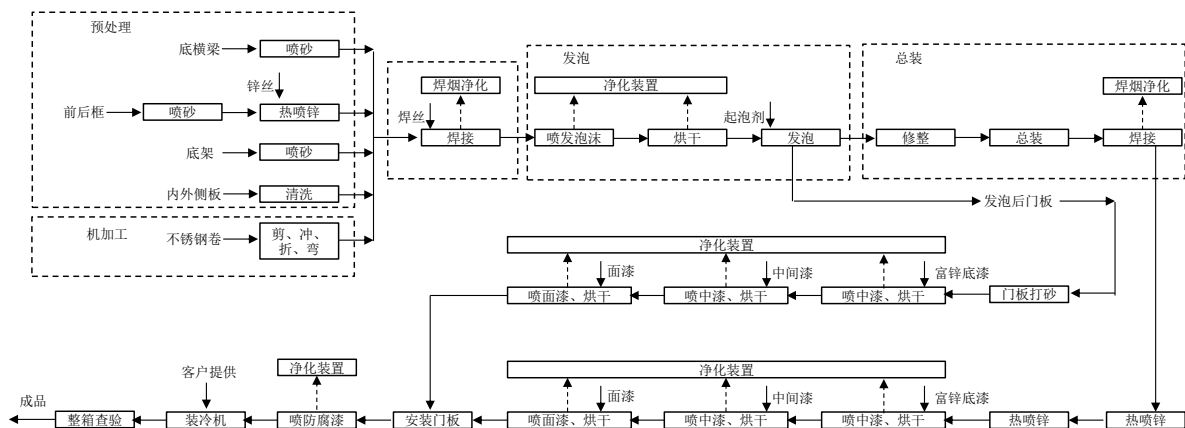 预处理
底横梁
喷砂
锌丝
前后框
喷砂
热喷锌
底架
喷砂
内外侧板
清洗
机加工
不锈钢卷
剪、冲、
折、弯
焊烟净化
焊丝
焊接
发泡
净化装置
起泡剂
喷发泡沫
烘干
发泡
总装
焊烟净化
修整
总装
焊接
发泡后门板
净化装置
面漆
中间漆
富锌底漆
喷面漆、烘干
喷中漆、烘干
喷中漆、烘干
门板打砂
净化装置
客户提供
净化装置
面漆
中间漆
富锌底漆
成品
整箱查验
装冷机
喷防腐漆
安装门板
喷面漆、烘干
喷中漆、烘干
喷中漆、烘干
热喷锌
热喷锌